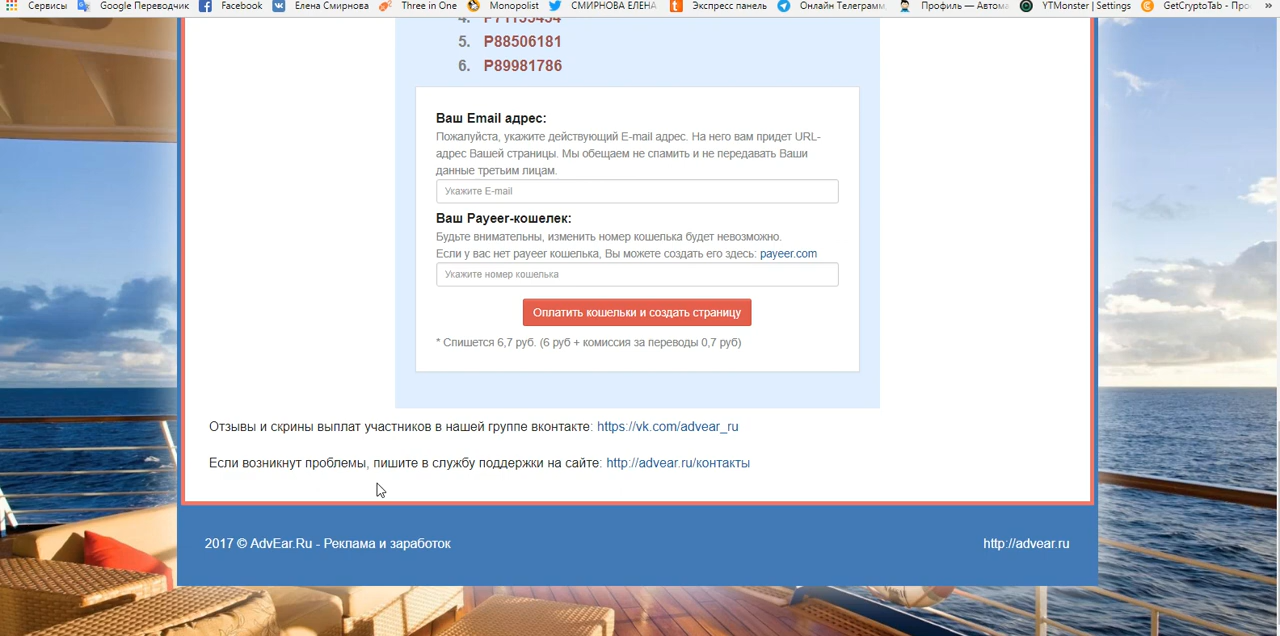 Сервисы Google Переводчик Facebook Елена Смирнова Three in One Monopolist СМИРНОВА ЕЛЕНА Экспресс панель Онлайн Телеграмм Профиль — Автома YTMonster | Settings GetCryptoTab - Про »
5. P88506181
6. P89981786
Ваш Email адрес:
Пожалуйста, укажите действующий E-mail адрес. На него вам придет URL-
адрес Вашей страницы. Мы обещаем не спамить и не передавать Ваши
данные третьим лицам.
Укажите E-mail
Ваш Payeer-кошелек:
Будьте внимательны, изменить номер кошелька будет невозможно.
Если у вас нет payeer кошелька, Вы можете создать его здесь: payeer.com
Укажите номер кошелька
Оплатить кошельки и создать страницу
* Спишется 6,7 руб. (6 руб + комиссия за переводы 0,7 руб)
Отзывы и скрины выплат участников в нашей группе вконтакте: https://vk.com/advear_ru
Если возникнут проблемы, пишите в службу поддержки на сайте: http://advear.ru/контакты
2017 © AdvEar.Ru - Реклама и заработок http://advear.ru